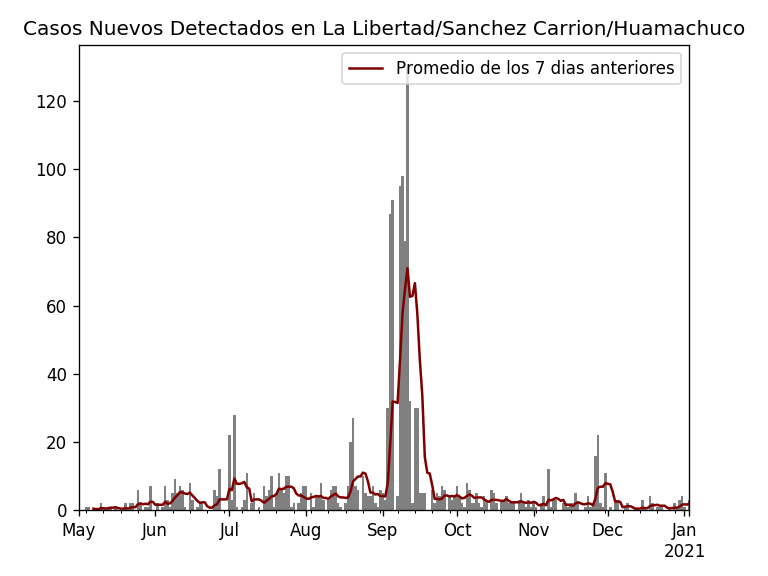 Casos Nuevos Detectados en La Libertad/Sanchez Carrion/Huamachuco
Promedio de los 7 dias anteriores
120
100
80
60
40
20
0
May Jun Jul Aug Sep Oct Nov Dec Jan
2021